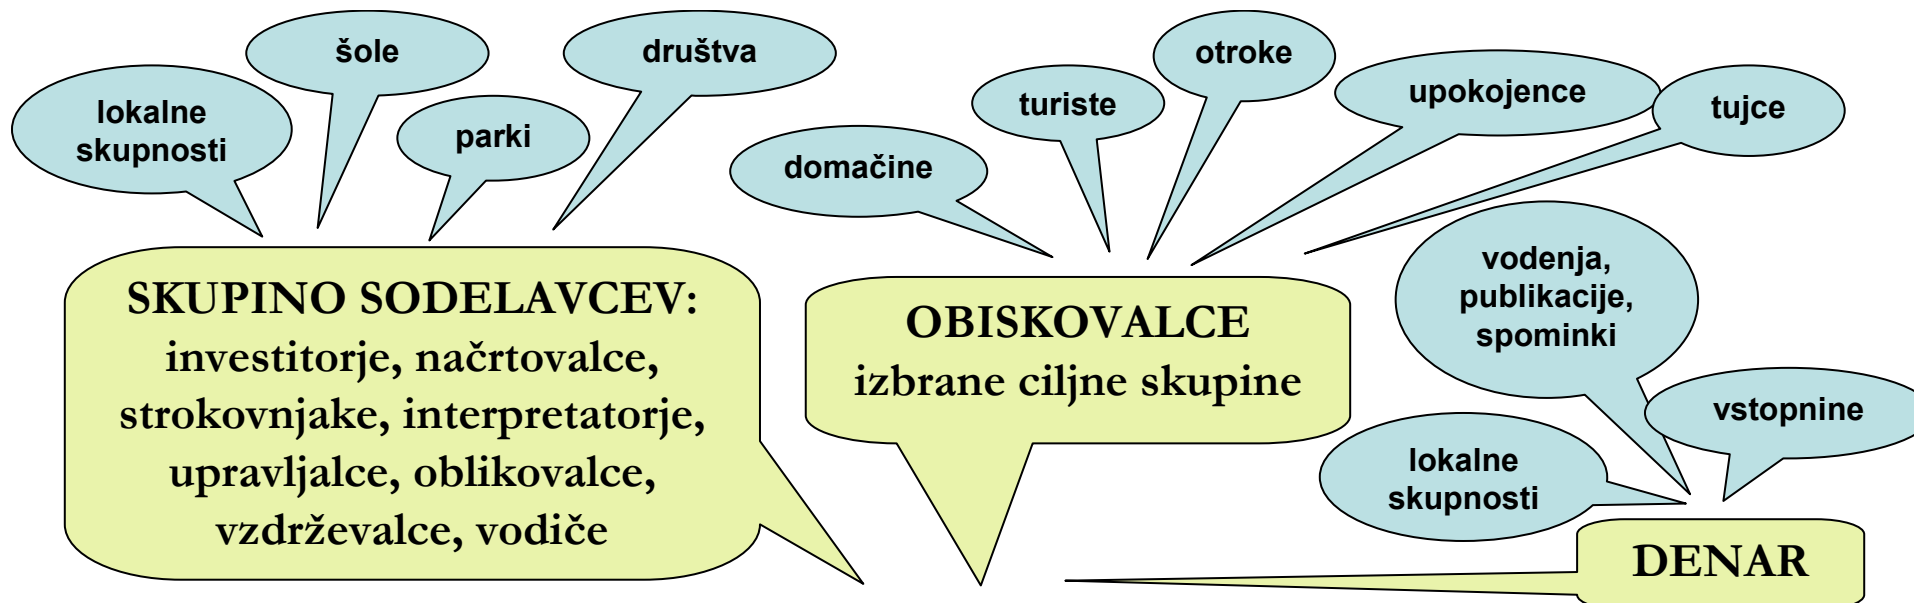 šole
društva
lokalne
skupnosti
parki
SKUPINO SODELAVCEV:
investitorje, načrtovalce,
strokovnjake, interpretatorje,
upravljalce, oblikovalce,
vzdrževalce, vodiče
domačine
turiste
otroke
upokojence
tujce
OBISKOVALCE
izbrane ciljne skupine
vodenja,
publikacije,
spominki
vstopnine
lokalne
skupnosti
DENAR